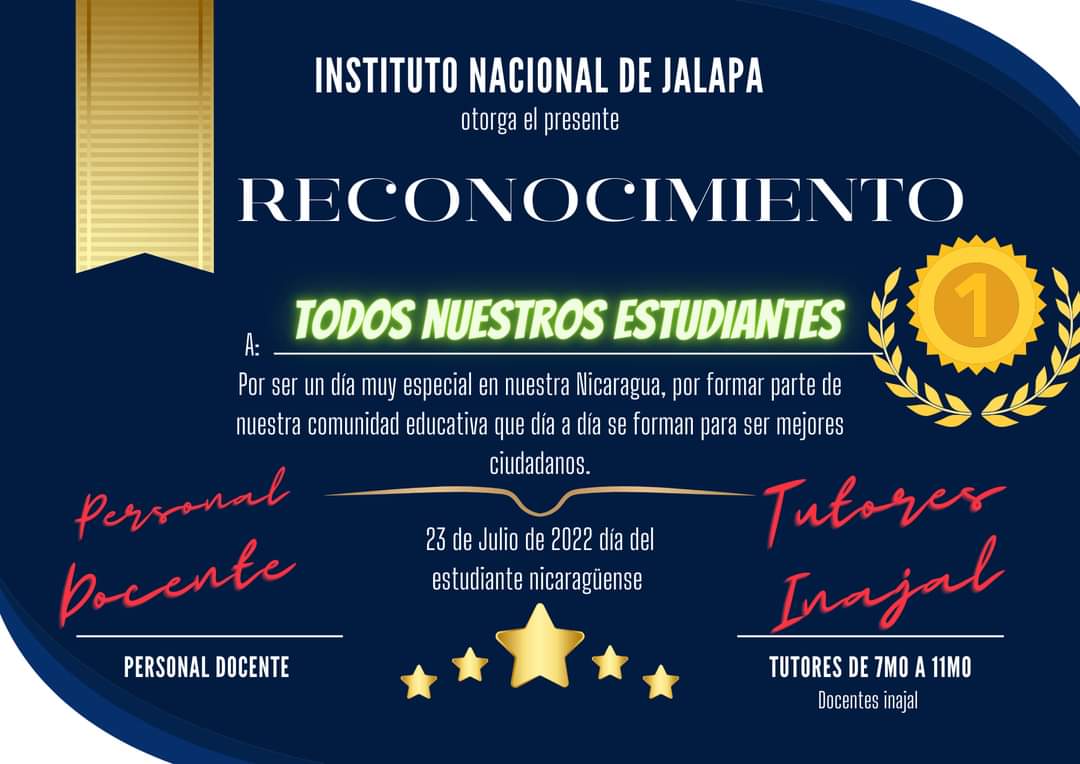 INSTITUTO NACIONAL DE JALAPA
otorga el presente
RECONOCIMIENTO
1
A: TODOS NUESTROS ESTUDIANTES
Por ser un día muy especial en nuestra Nicaragua, por formar parte de
nuestra comunidad educativa que día a día se forman para ser mejores
ciudadanos.
Personal
Docente
PERSONAL DOCENTE
23 de Julio de 2022 día del
estudiante nicaragüense
Tutores
Inajal
TUTORES DE 7MO A 11MO
Docentes inajal